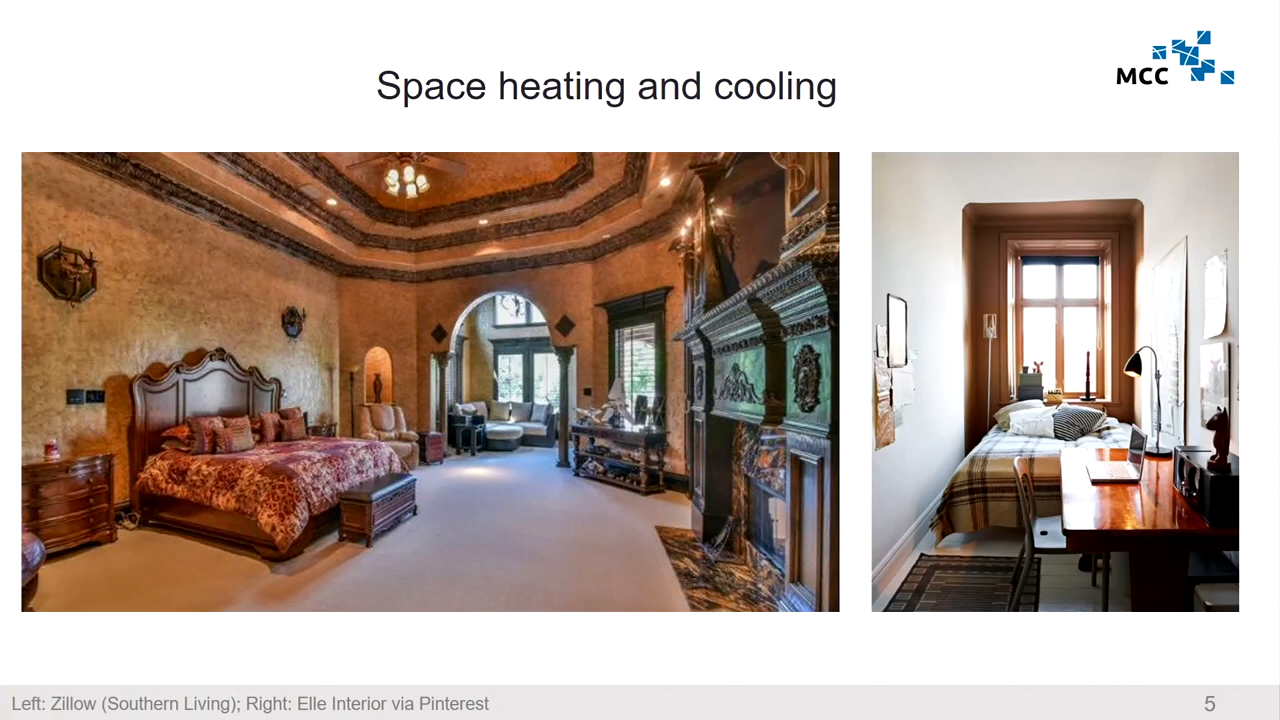 Space heating and cooling
MCC
Left: Zillow (Southern Living); Right: Elle Interior via Pinterest
5